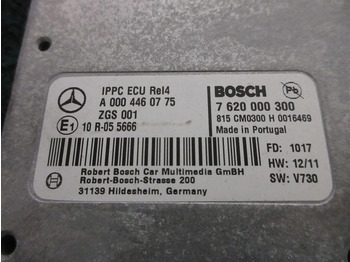 IPPC ECU Rel4
A 000 446 07 75
ZGS 001
E1 10 R-05 5666
BOSCH
Pb
7 620 000 300
815 CM0300 H 0016469
Made in Portugal
FD: 1017
HW: 12/11
SW: V730
Robert Bosch Car Multimedia GmbH
Robert-Bosch-Strasse 200
31139 Hildesheim, Germany